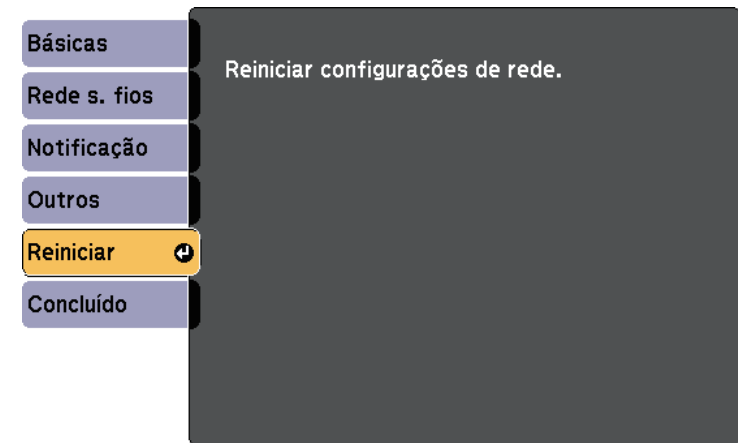 Básicas
Reiniciar configurações de rede.
Rede s. fios
Notificação
Outros
Reiniciar
Concluído